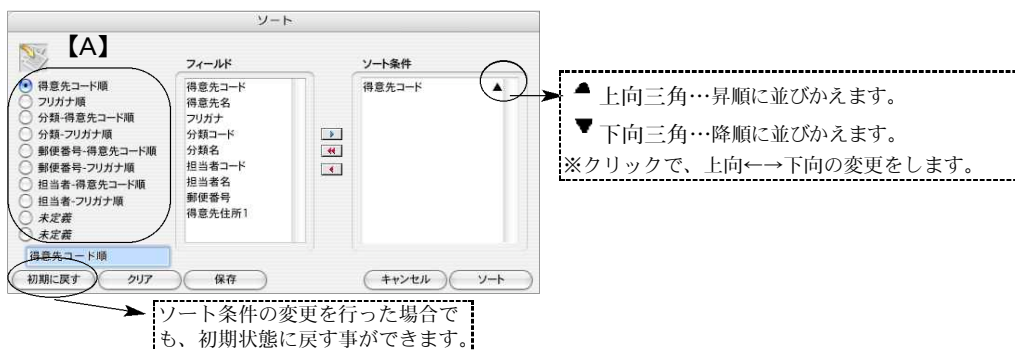 ソート
【A】
フィールド
ソート条件
得意先コード順
フリガナ順
分類-得意先コード順
分類-フリガナ順
郵便番号-得意先コード順
郵便番号-フリガナ順
担当者-得意先コード順
担当者-フリガナ順
未定義
未定義
得意先コード順
得意先コード
得意先名
フリガナ
分類コード
分類名
担当者コード
担当者名
郵便番号
得意先住所1
得意先コード ▲
初期に戻す クリア 保存 キャンセル ソート
▲ 上向三角…昇順に並びかえます。
▼ 下向三角…降順に並びかえます。
※クリックで、上向←→下向の変更をします。
ソート条件の変更を行った場合で
も、初期状態に戻す事ができます。